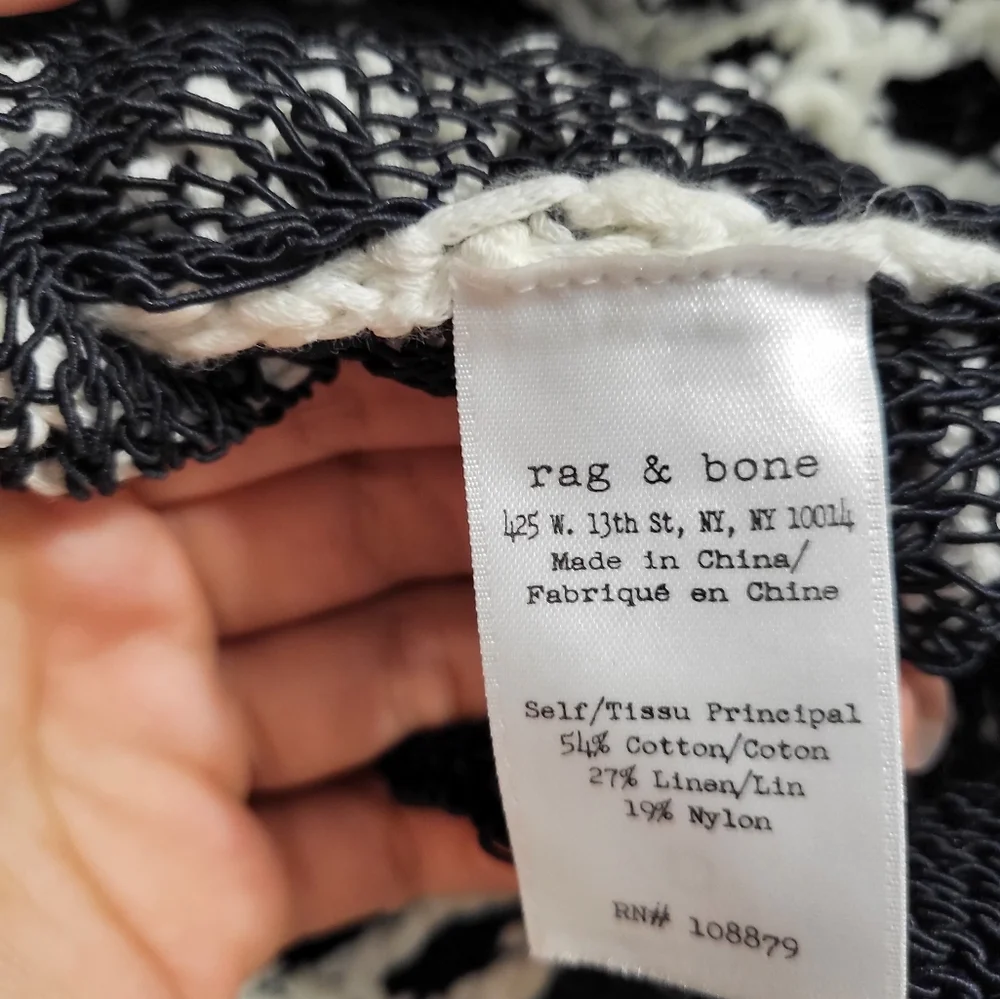 rag & bone
425 W. 13th St, NY, NY 10014
Made in China/
Fabriqué en Chine
Self/Tissu Principal
54% Cotton/Coton
27% Linen/Lin
19% Nylon
RN# 108879